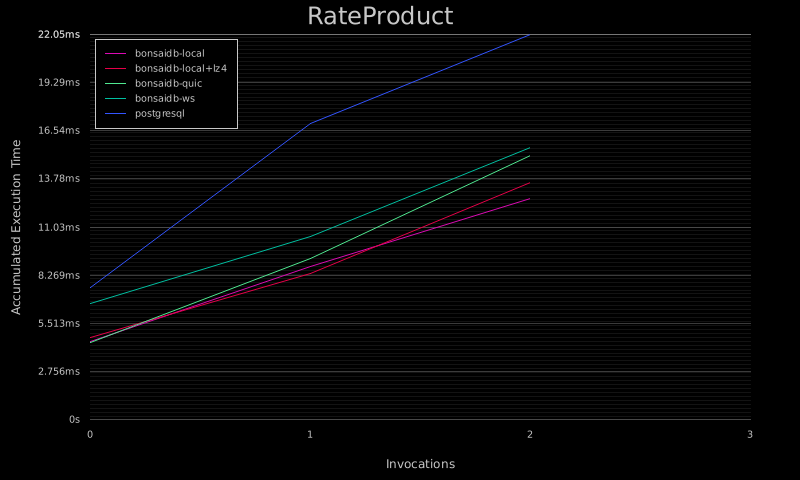 RateProduct
22.05ms
bonsaidb-local
bonsaidb-local+lz4
bonsaidb-quic
bonsaidb-ws
postgresql
19.29ms
16.54ms
13.78ms
11.03ms
8.269ms
5.513ms
2.756ms
0s
Accumulated Execution Time
0 1 2 3
Invocations